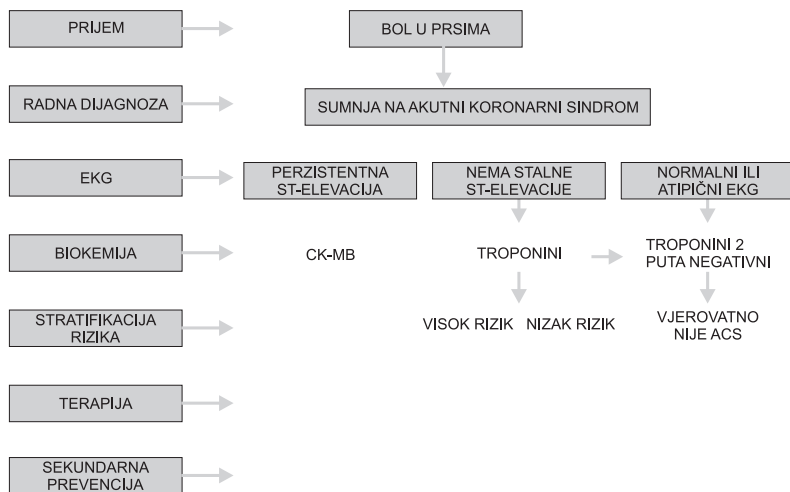 PRIJEM
BOL U PRSIMA
RADNA DIJAGNOZA
SUMNJA NA AKUTNI KORONARNI SINDROM
EKG
PERZISTENTNA
ST-ELEVACIJA
NEMA STALNE
ST-ELEVACIJE
NORMALNI ILI
ATIPIČNI EKG
BIOKEMIJA
CK-MB
TROPONINI
TROPONINI 2
PUTA NEGATIVNI
STRATIFIKACIJA
RIZIKA
VISOK RIZIK
NIZAK RIZIK
VJEROVATNO
NIJE ACS
TERAPIJA
SEKUNDARNA
PREVENCIJA